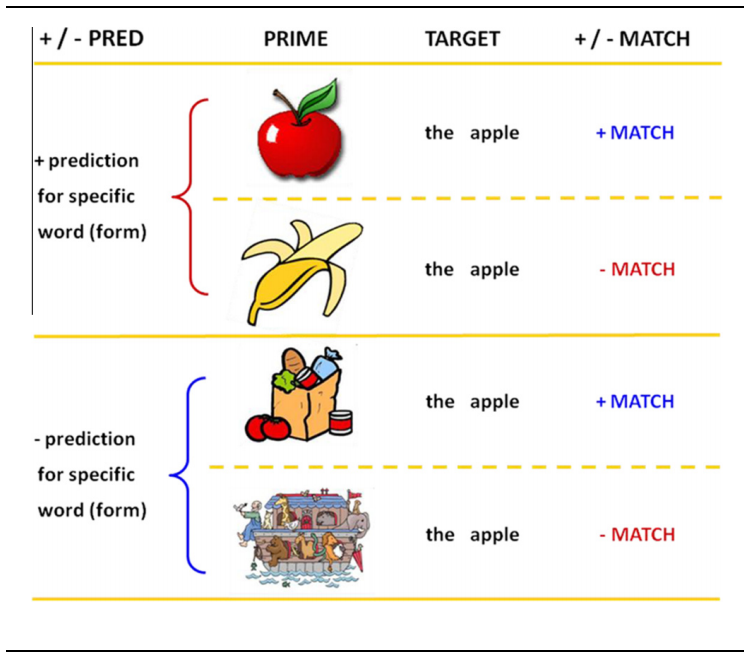 + / - PRED PRIME TARGET + / - MATCH
the apple + MATCH
+ prediction
for specific
word (form)
the apple - MATCH
the apple + MATCH
- prediction
for specific
word (form)
the apple - MATCH